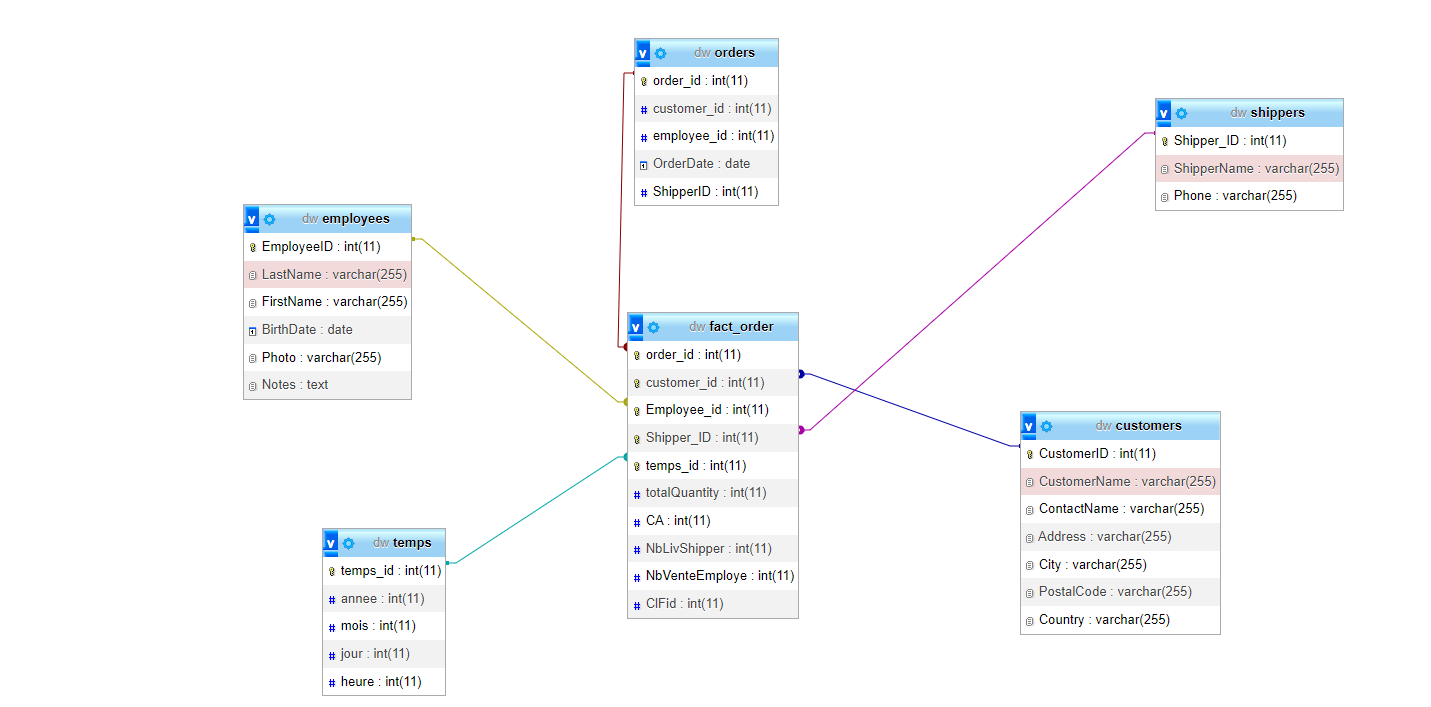 dw orders
order_id : int(11)
customer_id : int(11)
employee_id : int(11)
OrderDate : date
ShipperID : int(11)
dw shippers
Shipper_ID : int(11)
ShipperName : varchar(255)
Phone : varchar(255)
dw employees
EmployeeID : int(11)
LastName : varchar(255)
FirstName : varchar(255)
BirthDate : date
Photo : varchar(255)
Notes : text
dw fact_order
order_id : int(11)
customer_id : int(11)
Employee_id : int(11)
Shipper_ID : int(11)
temps_id : int(11)
totalQuantity : int(11)
CA : int(11)
NbLivShipper : int(11)
NbVenteEmploye : int(11)
ClFid : int(11)
dw customers
CustomerID : int(11)
CustomerName : varchar(255)
ContactName : varchar(255)
Address : varchar(255)
City : varchar(255)
PostalCode : varchar(255)
Country : varchar(255)
dw temps
temps_id : int(11)
annee : int(11)
mois : int(11)
jour : int(11)
heure : int(11)